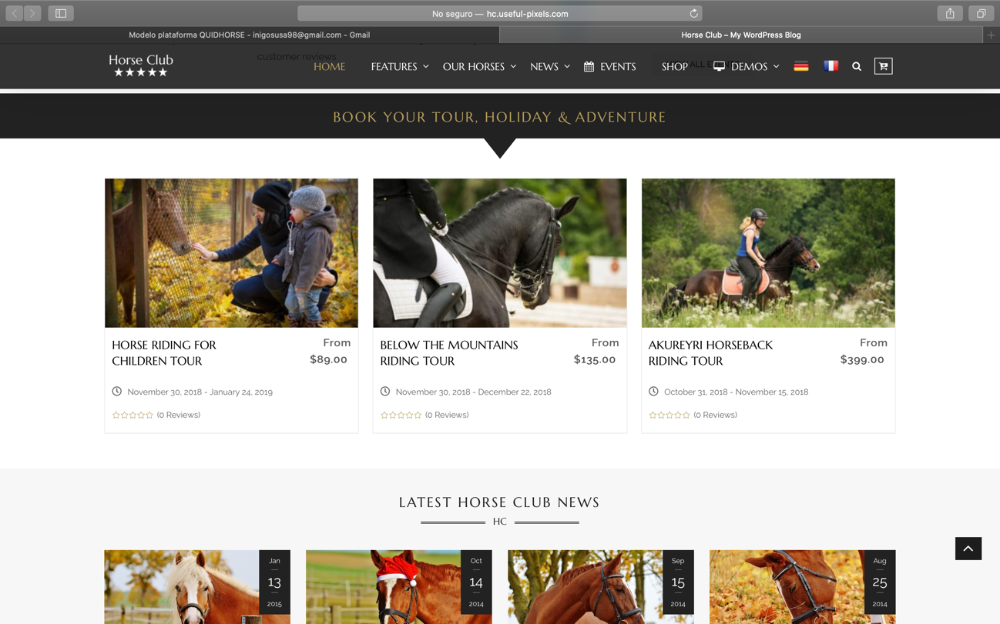 No seguro — hc.useful-pixels.com
Modelo plataforma QUIDHORSE - inigosusa98@gmail.com - Gmail
Horse Club – My WordPress Blog
customer reviews
Horse Club
HOME
FEATURES
OUR HORSES
NEWS
EVENTS
SHOP
DEMOS
BOOK YOUR TOUR, HOLIDAY & ADVENTURE
HORSE RIDING FOR
CHILDREN TOUR
From
$89.00
November 30, 2018 - January 24, 2019
(0 Reviews)
BELOW THE MOUNTAINS
RIDING TOUR
From
$135.00
November 30, 2018 - December 22, 2018
(0 Reviews)
AKUREYRI HORSEBACK
RIDING TOUR
From
$399.00
October 31, 2018 - November 15, 2018
(0 Reviews)
LATEST HORSE CLUB NEWS
HC
Jan
13
2015
Oct
14
2014
Sep
15
2014
Aug
25
2014